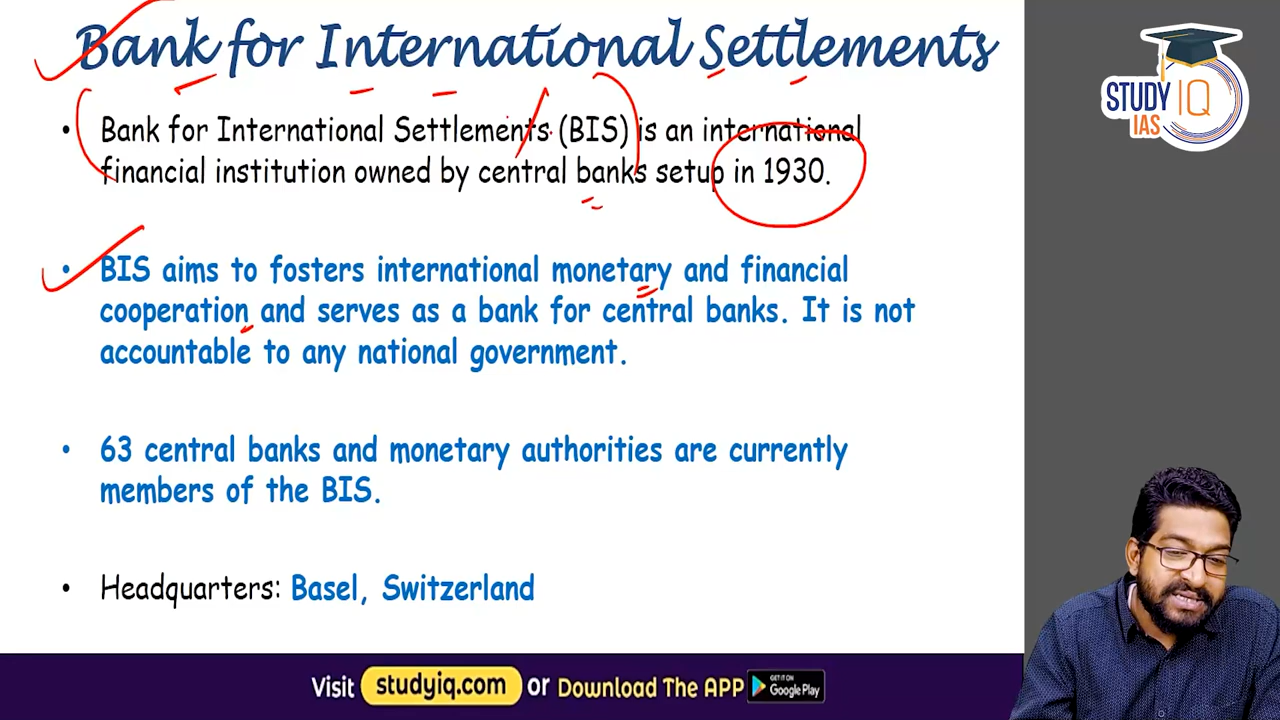 Bank for International Settlements
STUDY IQ
IAS
• Bank for International Settlements (BIS) is an international
financial institution owned by central banks setup in 1930.
• BIS aims to fosters international monetary and financial
cooperation and serves as a bank for central banks. It is not
accountable to any national government.
• 63 central banks and monetary authorities are currently
members of the BIS.
• Headquarters: Basel, Switzerland
Visit studyiq.com or Download The APP GET IT ON Google Play